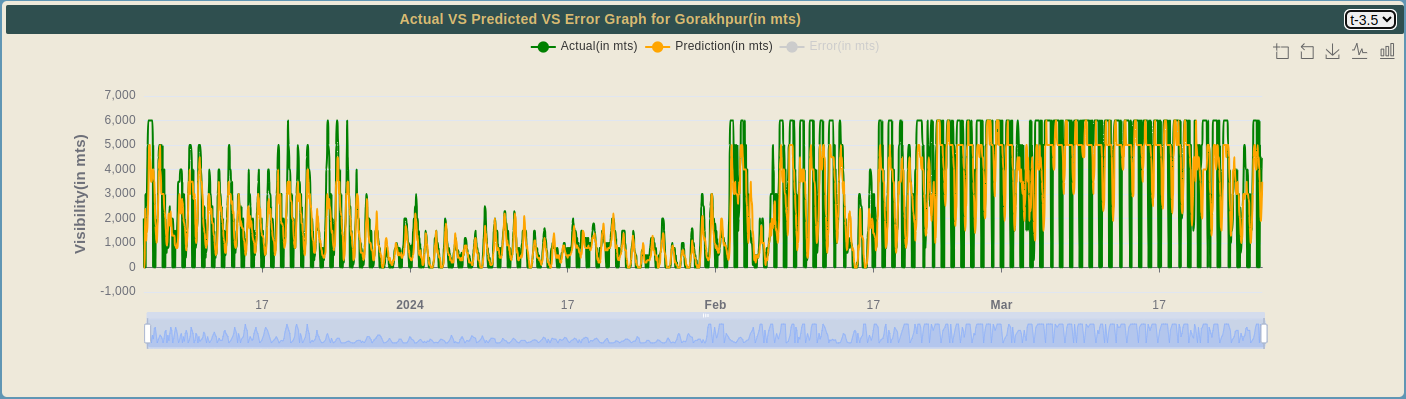 Actual VS Predicted VS Error Graph for Gorakhpur(in mts)
t-3.5
Actual(in mts) Prediction(in mts) Error(in mts)
Visibility(in mts)
7,000
6,000
5,000
4,000
3,000
2,000
1,000
0
-1,000
17 2024 17 Feb 17 Mar 17